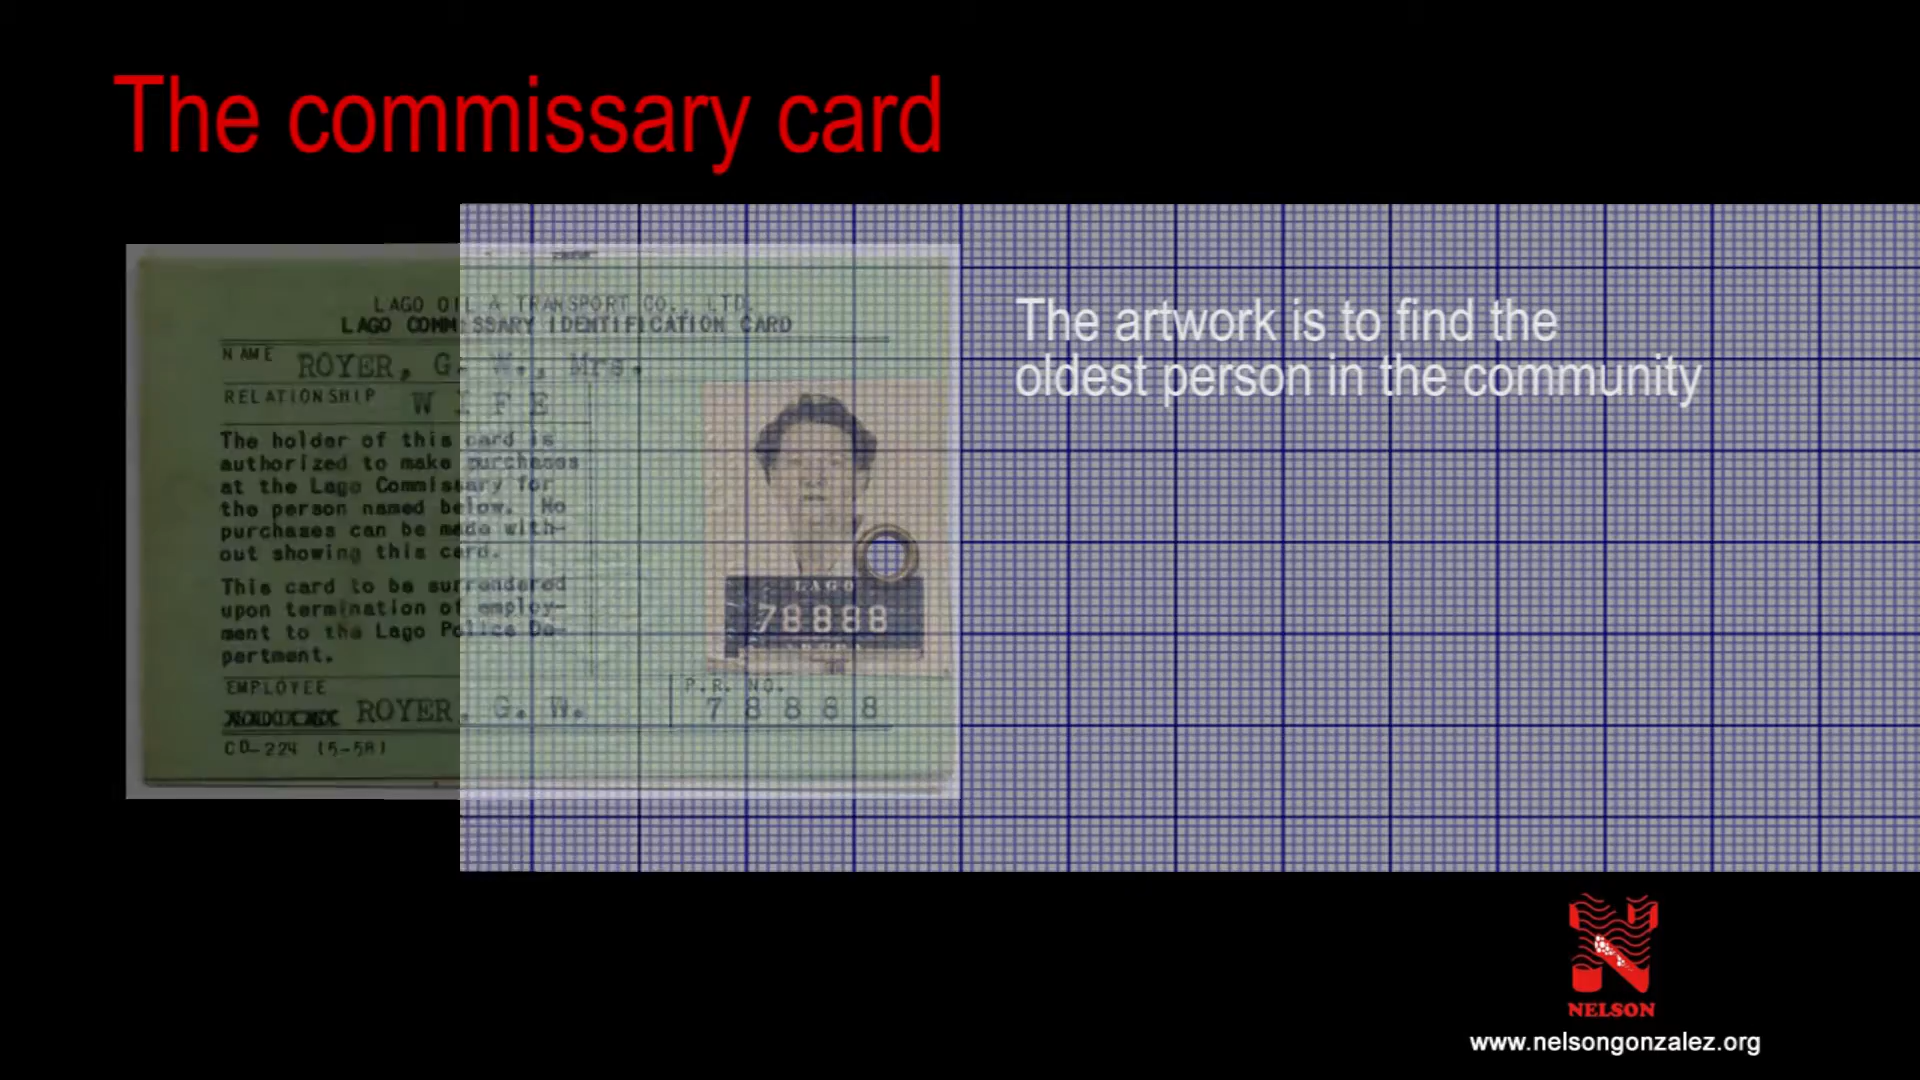 The commissary card
LAGO OIL & TRANSPORT CO., LTD.
LAGO COMMISSARY IDENTIFICATION CARD
NAME ROYER, G. W., Mrs.
RELATIONSHIP WIFE
The holder of this card is
authorized to make purchases
at the Lago Commissary for
the person named below. No
purchases can be made with-
out showing this card.
This card to be surrendered
upon termination of employ-
ment to the Lago Police De-
partment.
LAGO
78888
EMPLOYEE ROYER, G. W.
P.R. NO.
78888
CD-224 (5-58)
The artwork is to find the
oldest person in the community
NELSON
www.nelsongonzalez.org